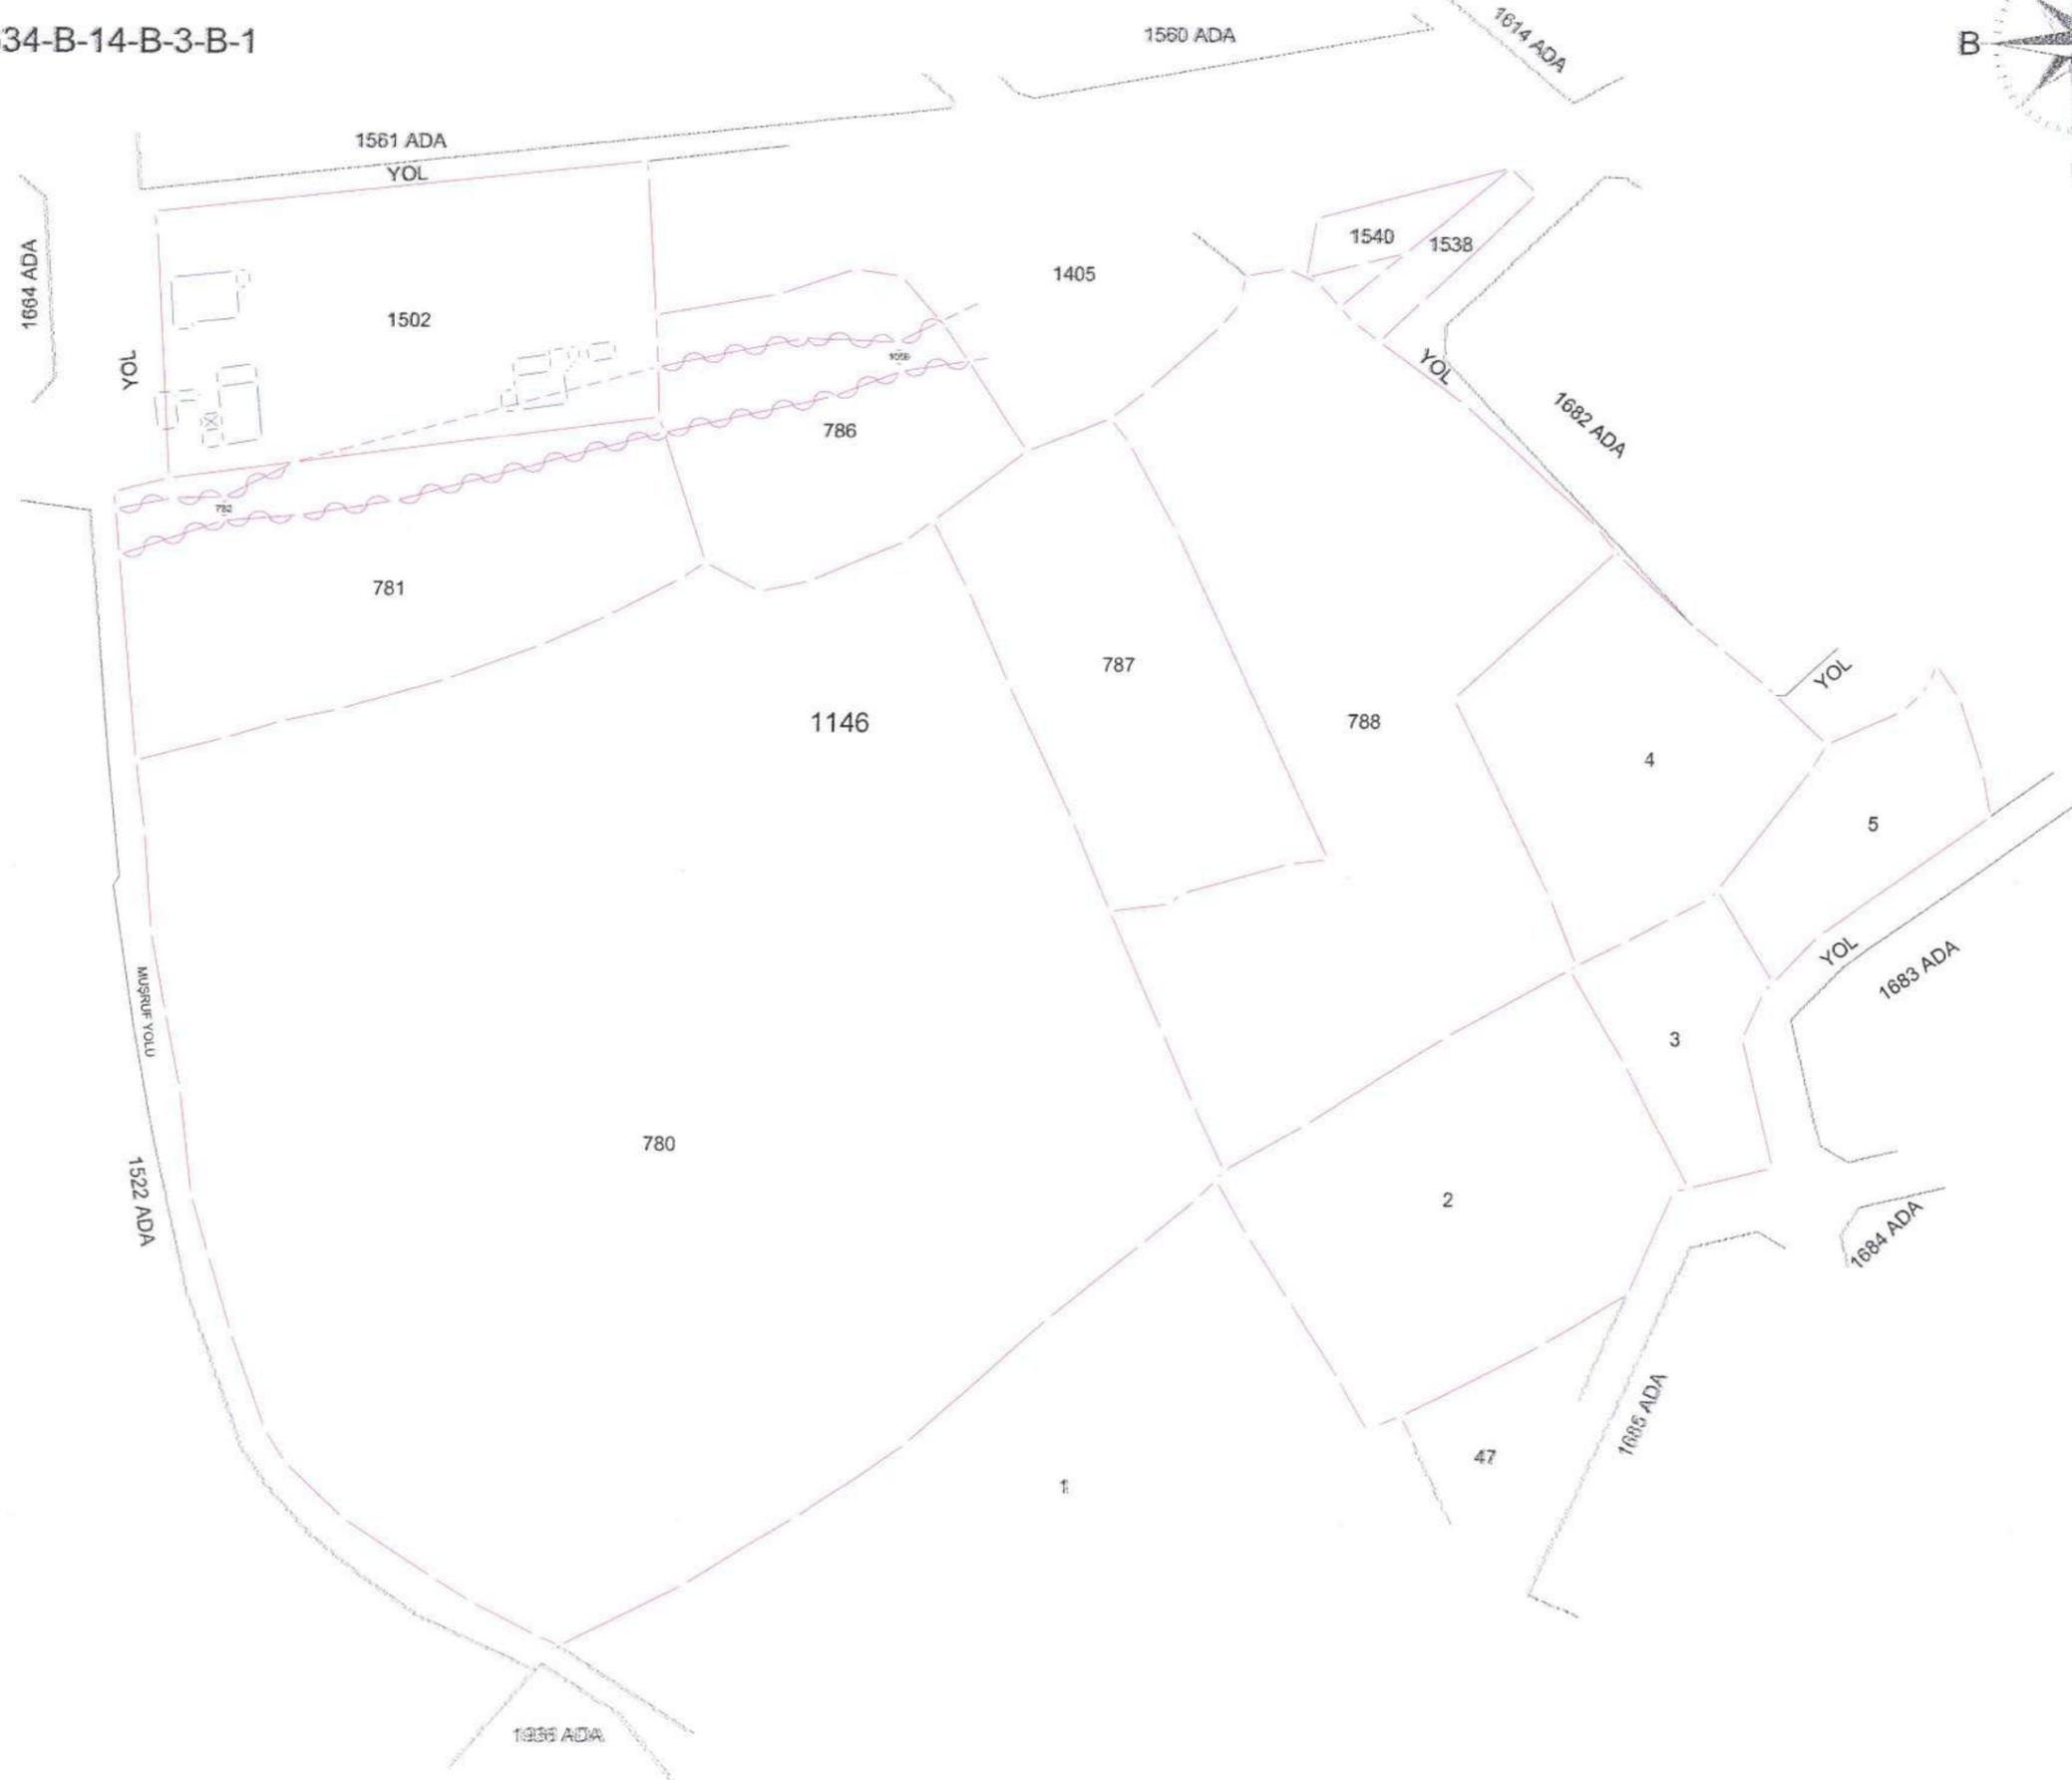 34-B-14-B-3-B-1
1560 ADA
1614 ADA
B
1561 ADA
YOL
1664 ADA
1540
1538
1405
1502
YOL
YOL
1682 ADA
786
782
781
787
YOL
1146
788
4
5
YOL
1683 ADA
MUŞRUF YOLU
3
780
1522 ADA
2
1684 ADA
1685 ADA
47
1
1936 ADA